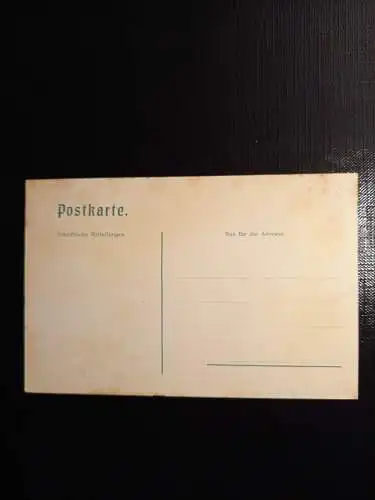 Postkarte.
Schriftliche Mitteilungen
Nur für die Adresse.